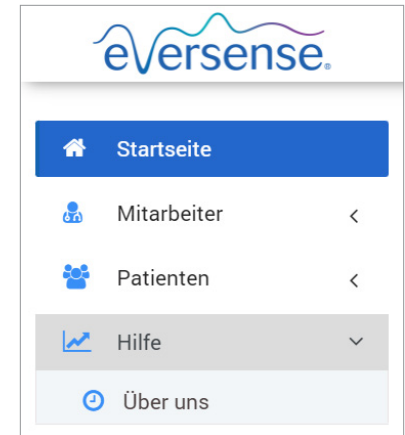 eversense®
Startseite
Mitarbeiter
Patienten
Hilfe
Über uns